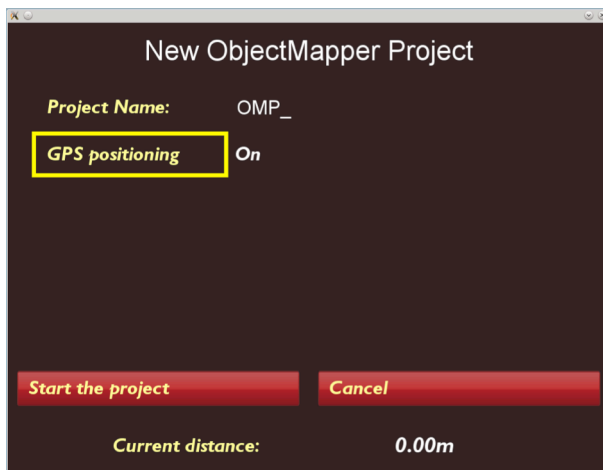 New ObjectMapper Project
Project Name: OMP_
GPS positioning On
Start the project Cancel
Current distance: 0.00m